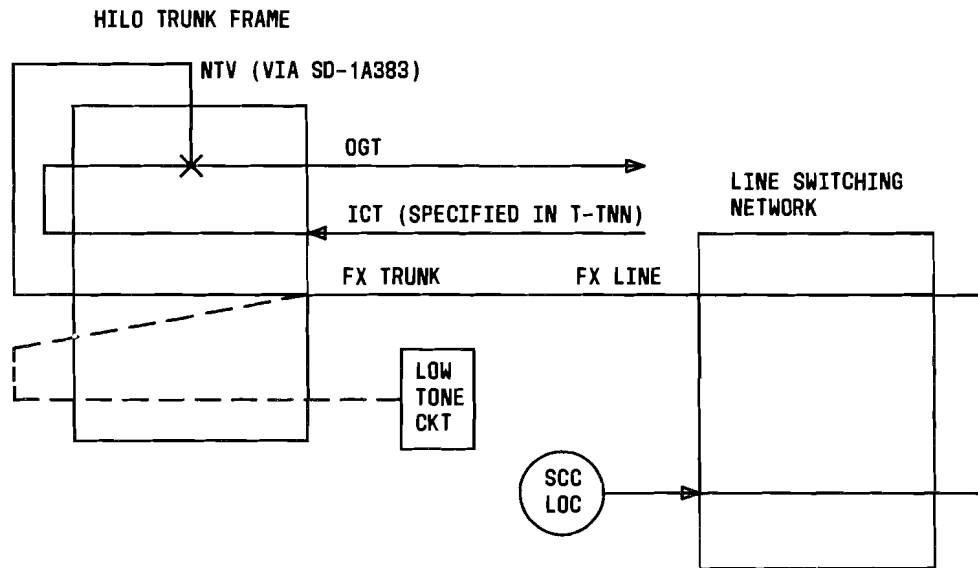 HILO TRUNK FRAME
NTV (VIA SD-1A383)
OGT
ICT (SPECIFIED IN T-TNN)
FX TRUNK
FX LINE
LINE SWITCHING
NETWORK
LOW
TONE
CKT
SCC
LOC